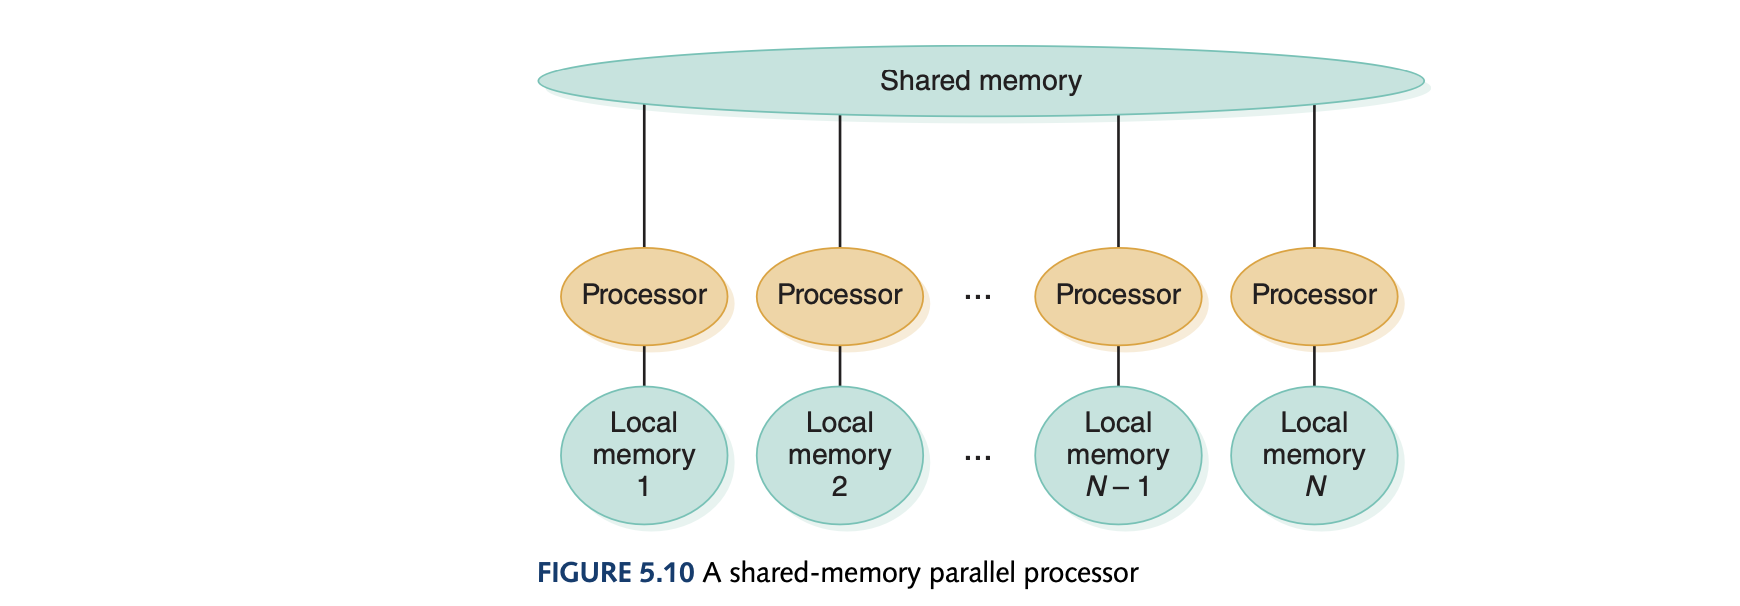 Shared memory
Processor Processor ... Processor Processor
Local Local Local Local
memory memory ... memory memory
1 2 N – 1 N
FIGURE 5.10 A shared-memory parallel processor